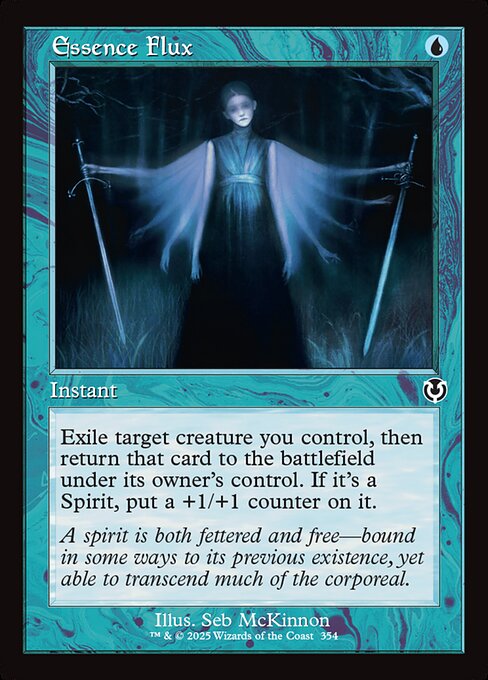 Essence Flux
Instant
Exile target creature you control, then
return that card to the battlefield
under its owner's control. If it's a
Spirit, put a +1/+1 counter on it.
A spirit is both fettered and free—bound
in some ways to its previous existence, yet
able to transcend much of the corporeal.
Illus. Seb McKinnon
™ & © 2025 Wizards of the Coast 354